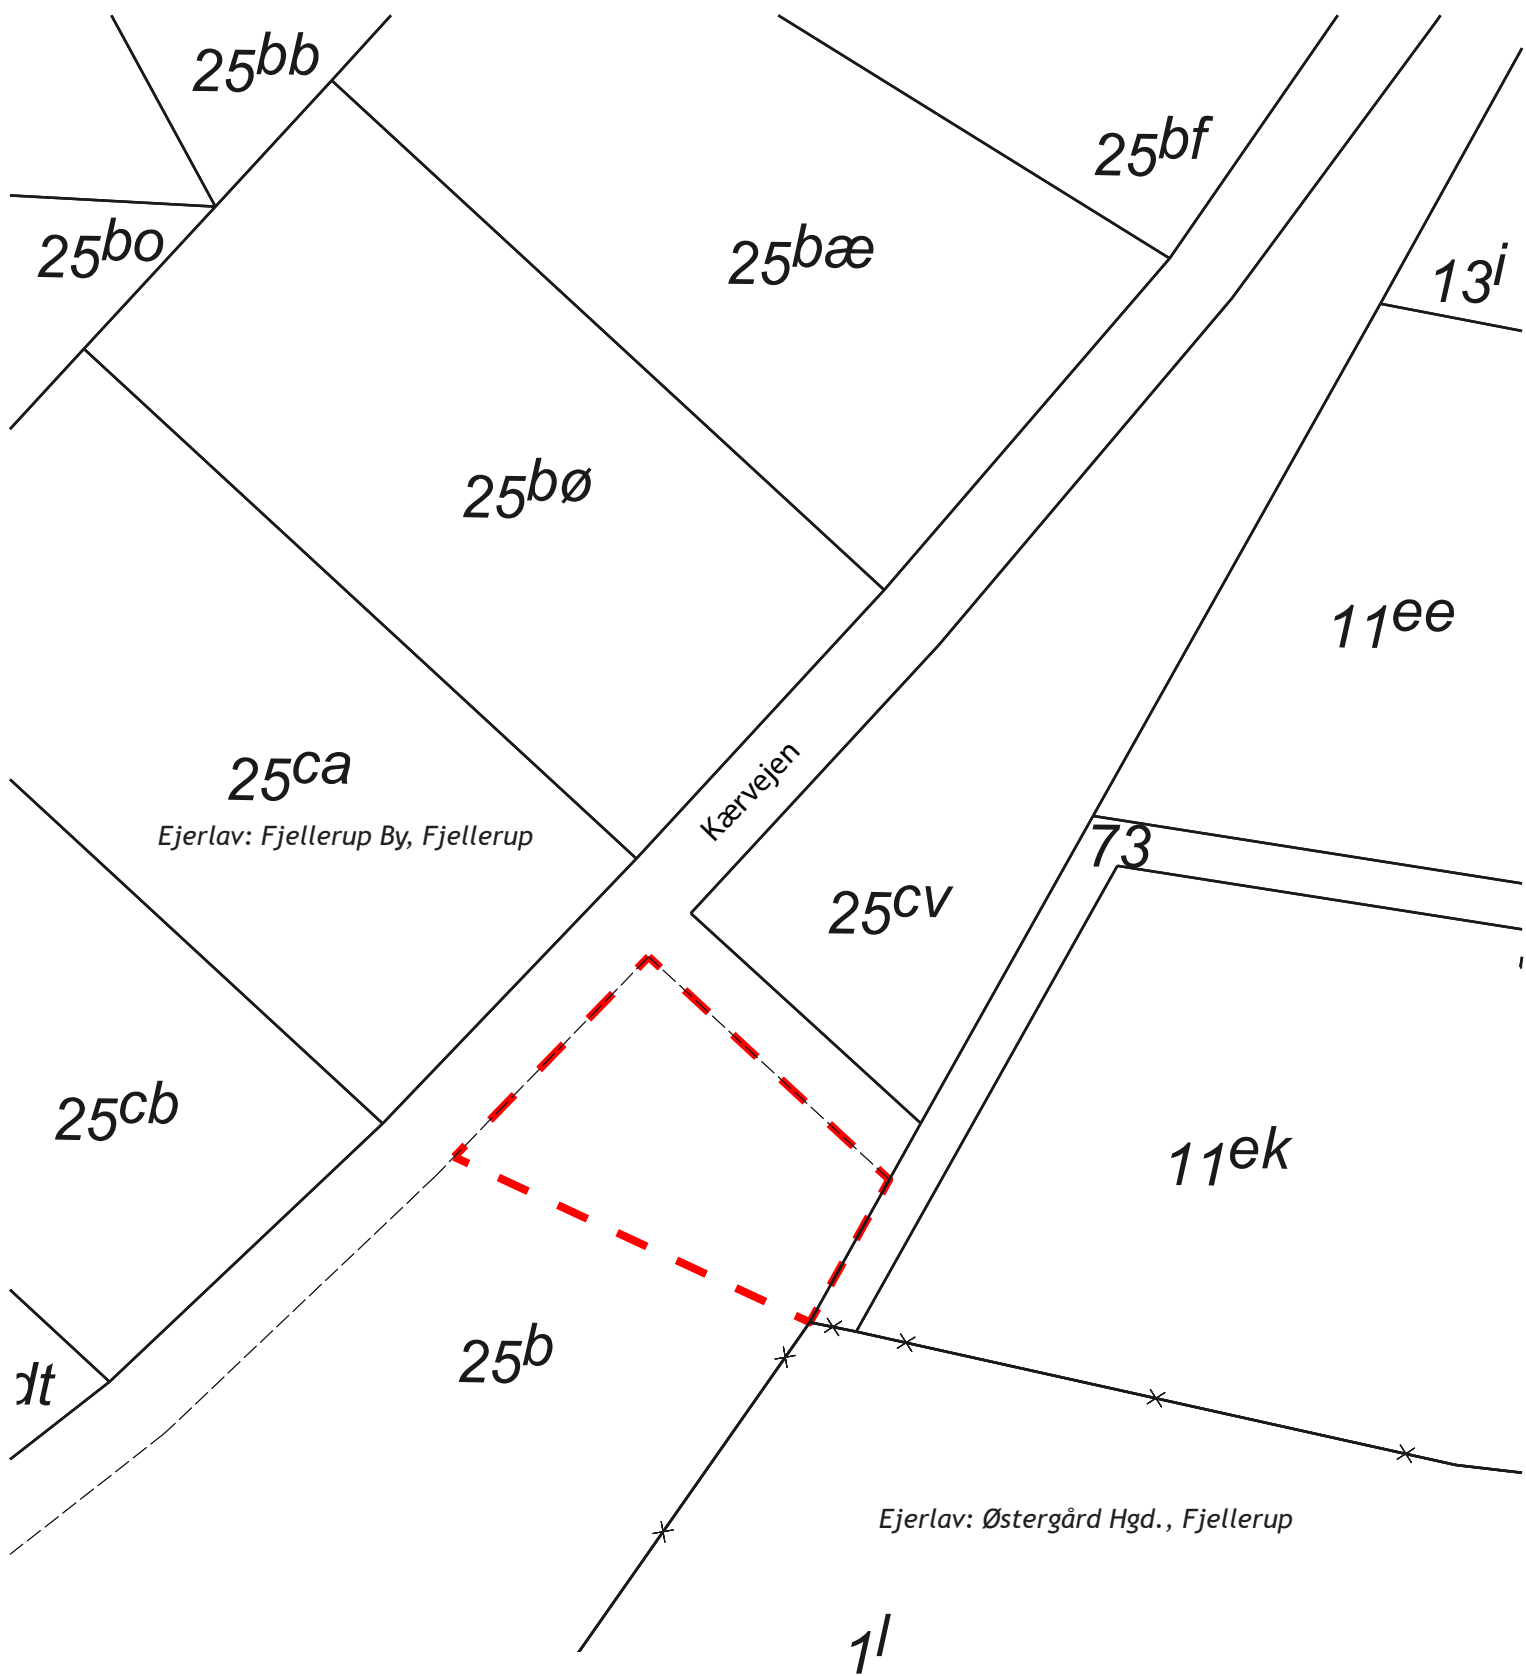 25bb
25bf
25bo
25bæ
13i
25bø
11ee
25ca
Kærvejen
Ejerlav: Fjellerup By, Fjellerup
73
25cv
25cb
11ek
25b
dt
Ejerlav: Østergård Hgd., Fjellerup
1l